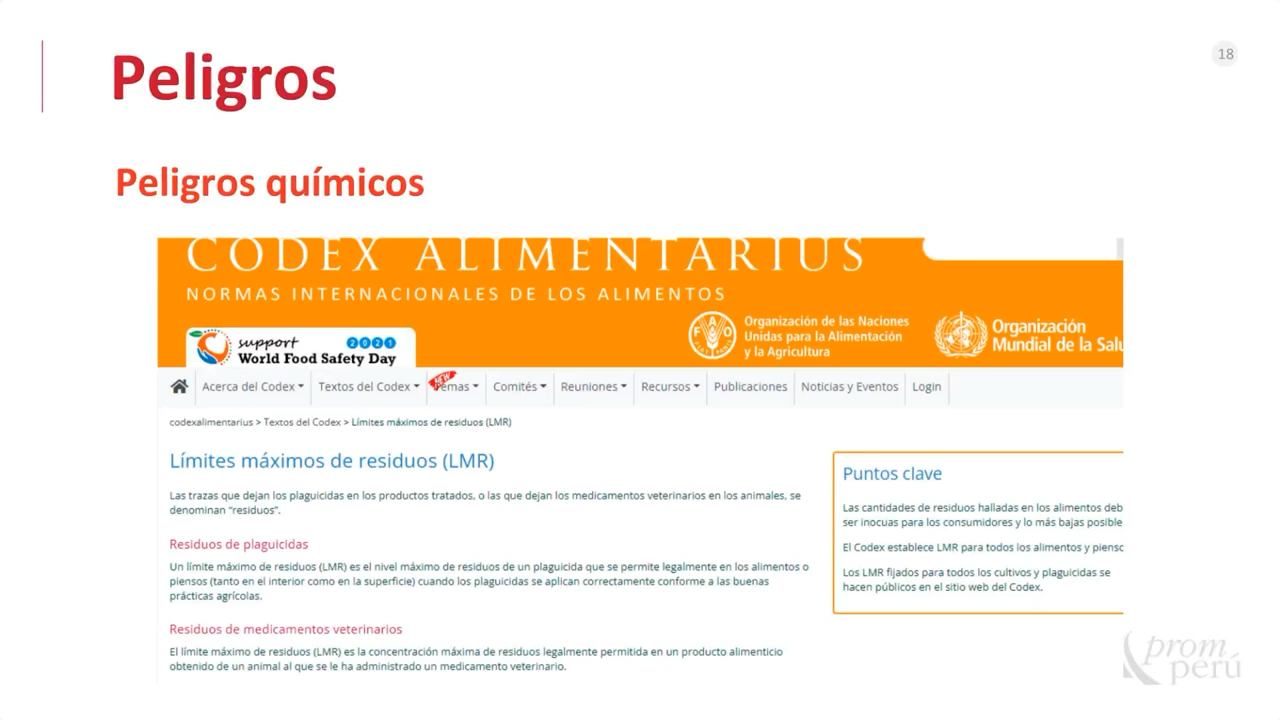 Peligros
18
Peligros químicos
CODEX ALIMENTARIUS
NORMAS INTERNACIONALES DE LOS ALIMENTOS
support 2021
World Food Safety Day
FAO
Organización de las Naciones
Unidas para la Alimentación
y la Agricultura
Organización
Mundial de la Salu
Acerca del Codex Textos del Codex NEW Temas Comités Reuniones Recursos Publicaciones Noticias y Eventos Login
codexalimentarius > Textos del Codex > Límites máximos de residuos (LMR)
Límites máximos de residuos (LMR)
Las trazas que dejan los plaguicidas en los productos tratados, o las que dejan los medicamentos veterinarios en los animales, se
denominan “residuos”.
Residuos de plaguicidas
Un límite máximo de residuos (LMR) es el nivel máximo de residuos de un plaguicida que se permite legalmente en los alimentos o
piensos (tanto en el interior como en la superficie) cuando los plaguicidas se aplican correctamente conforme a las buenas
prácticas agrícolas.
Residuos de medicamentos veterinarios
El límite máximo de residuos (LMR) es la concentración máxima de residuos legalmente permitida en un producto alimenticio
obtenido de un animal al que se le ha administrado un medicamento veterinario.
Puntos clave
Las cantidades de residuos halladas en los alimentos deb
ser inocuas para los consumidores y lo más bajas posible
El Codex establece LMR para todos los alimentos y pienso
Los LMR fijados para todos los cultivos y plaguicidas se
hacen públicos en el sitio web del Codex.
prom
perú